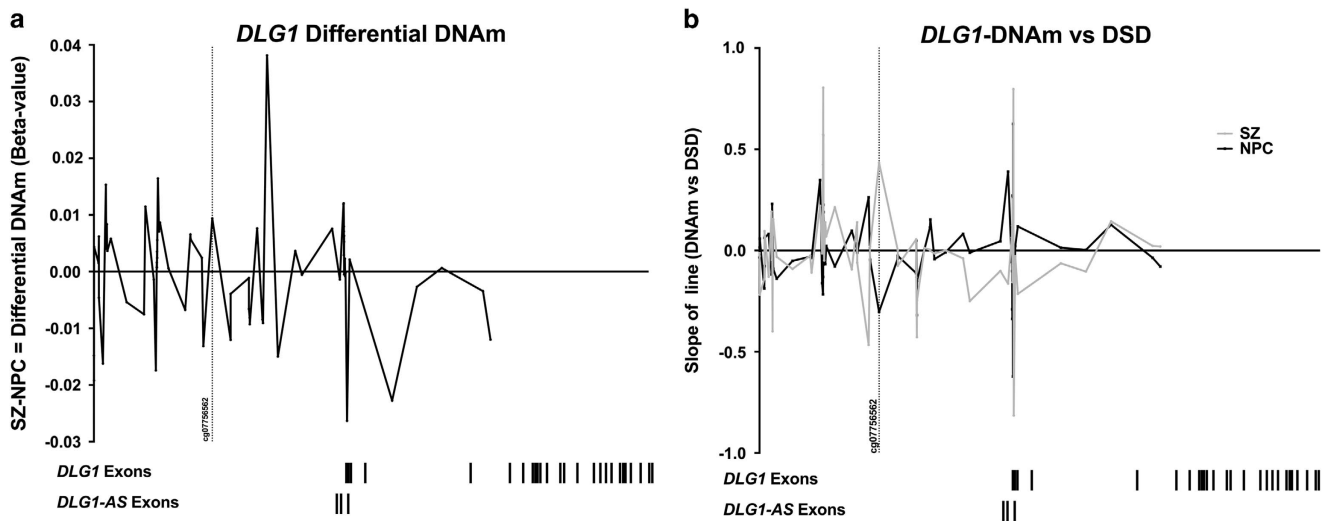 a
DLG1 Differential DNAm
SZ-NPC = Differential DNAm (Beta-value)
0.04
0.03
0.02
0.01
0.00
-0.01
-0.02
-0.03
cg07756562
DLG1 Exons
DLG1-AS Exons
b
DLG1-DNAm vs DSD
Slope of line (DNAm vs DSD)
1.0
0.5
0.0
-0.5
-1.0
SZ
NPC
cg07756562
DLG1 Exons
DLG1-AS Exons